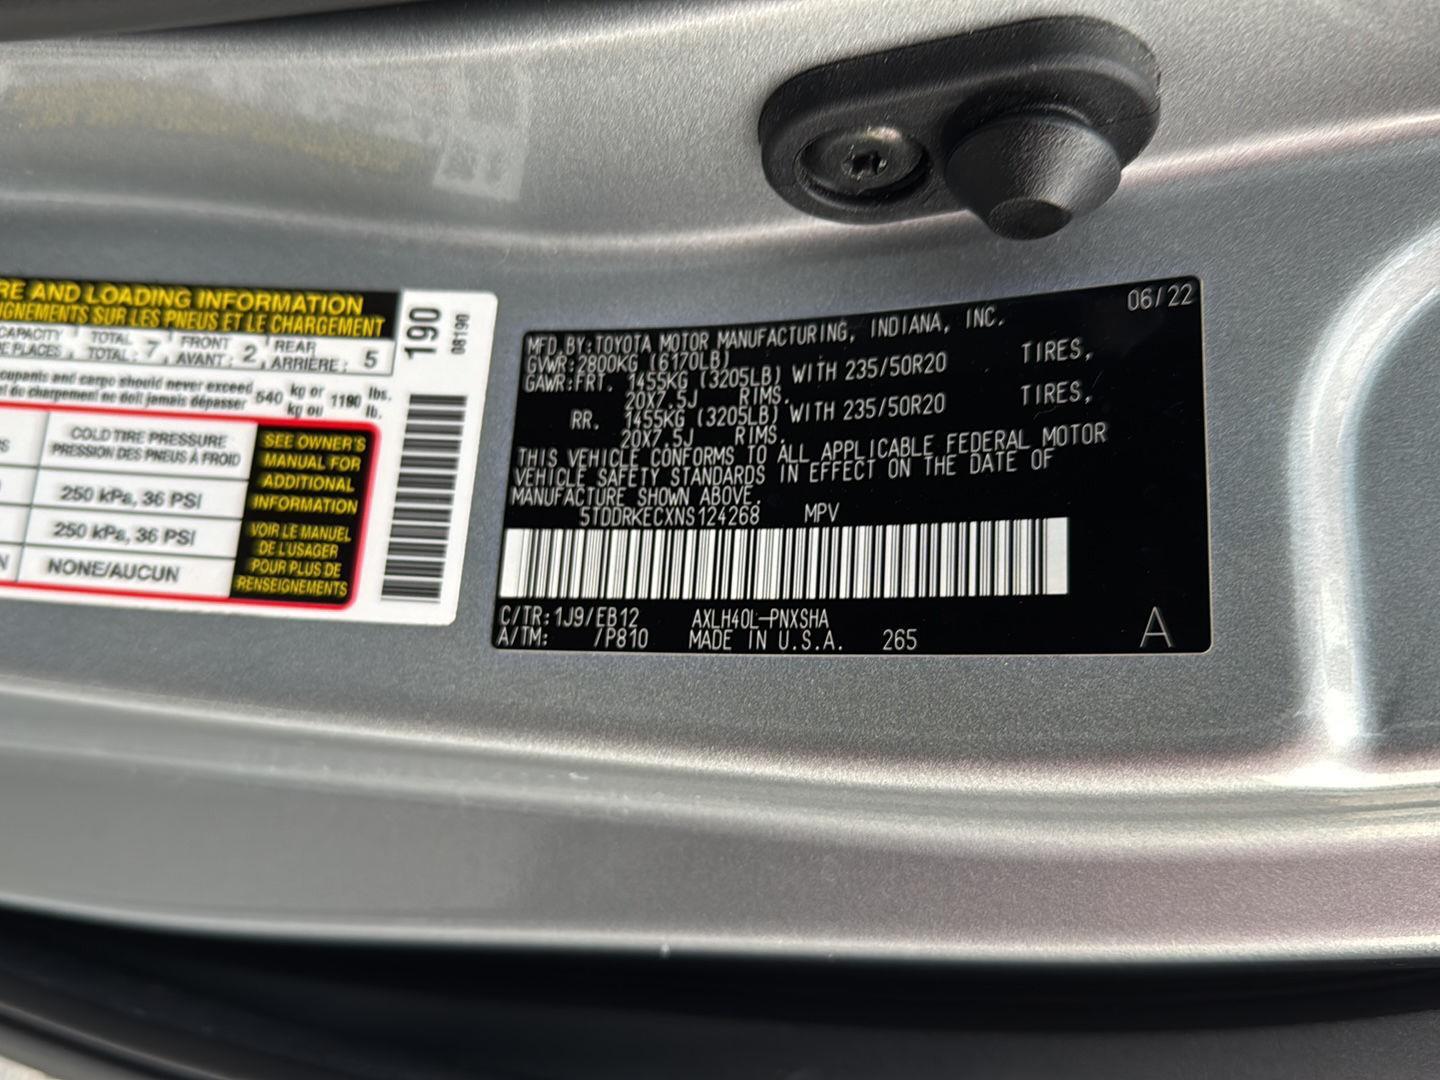 RE AND LOADING INFORMATION
IGNEMENTS SUR LES PNEUS ET LE CHARGEMENT
CAPACITY TOTAL FRONT REAR
PLACES, TOTAL: 7, AVANT: 2, ARRIÈRE: 5
cupants and cargo should never exceed 540 kg or 1190 lbs.
du chargement ne doit jamais dépasser kg ou lb.
COLD TIRE PRESSURE
PRESSION DES PNEUS À FROID
250 kPa, 36 PSI
250 kPa, 36 PSI
NONE/AUCUN
SEE OWNER'S
MANUAL FOR
ADDITIONAL
INFORMATION
VOIR LE MANUEL
DE L'USAGER
POUR PLUS DE
RENSEIGNEMENTS
190
08190
06/22
MFD.BY:TOYOTA MOTOR MANUFACTURING, INDIANA, INC.
GVWR:2800KG (6170LB)
GAWR:FRT. 1455KG (3205LB) WITH 235/50R20 TIRES,
20X7.5J RIMS.
RR. 1455KG (3205LB) WITH 235/50R20 TIRES,
20X7.5J RIMS.
THIS VEHICLE CONFORMS TO ALL APPLICABLE FEDERAL MOTOR
VEHICLE SAFETY STANDARDS IN EFFECT ON THE DATE OF
MANUFACTURE SHOWN ABOVE.
5TDDRKECXNS124268 MPV
C/TR:1J9/EB12 AXLH40L-PNXSHA
A/TM: /P810 MADE IN U.S.A. 265 A